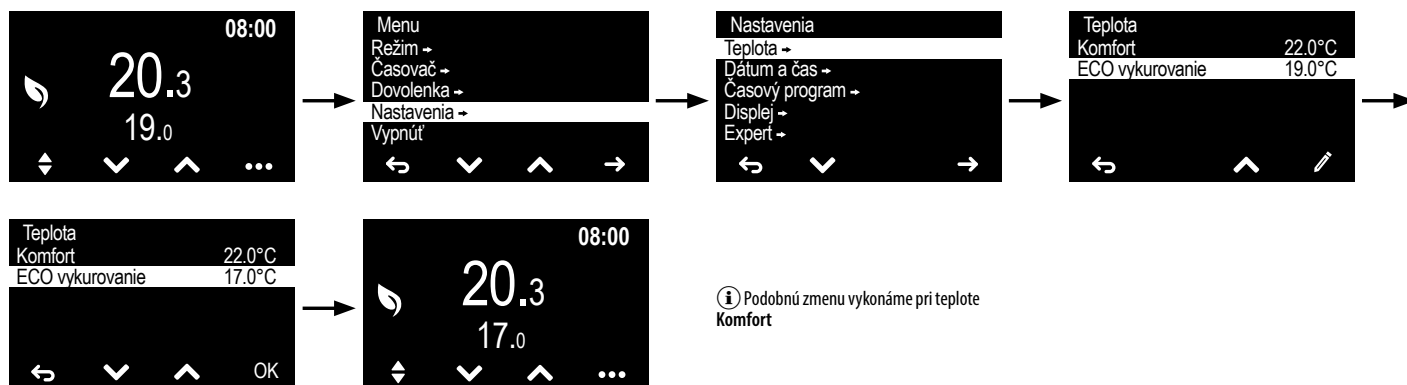 08:00
20.3
19.0
Menu
Režim →
Časovač →
Dovolenka →
Nastavenia →
Vypnúť
Nastavenia
Teplota →
Dátum a čas →
Časový program →
Displej →
Expert →
Teplota
Komfort 22.0°C
ECO vykurovanie 19.0°C
Teplota
Komfort 22.0°C
ECO vykurovanie 17.0°C
OK
08:00
20.3
17.0
i Podobnú zmenu vykonáme pri teplote
Komfort